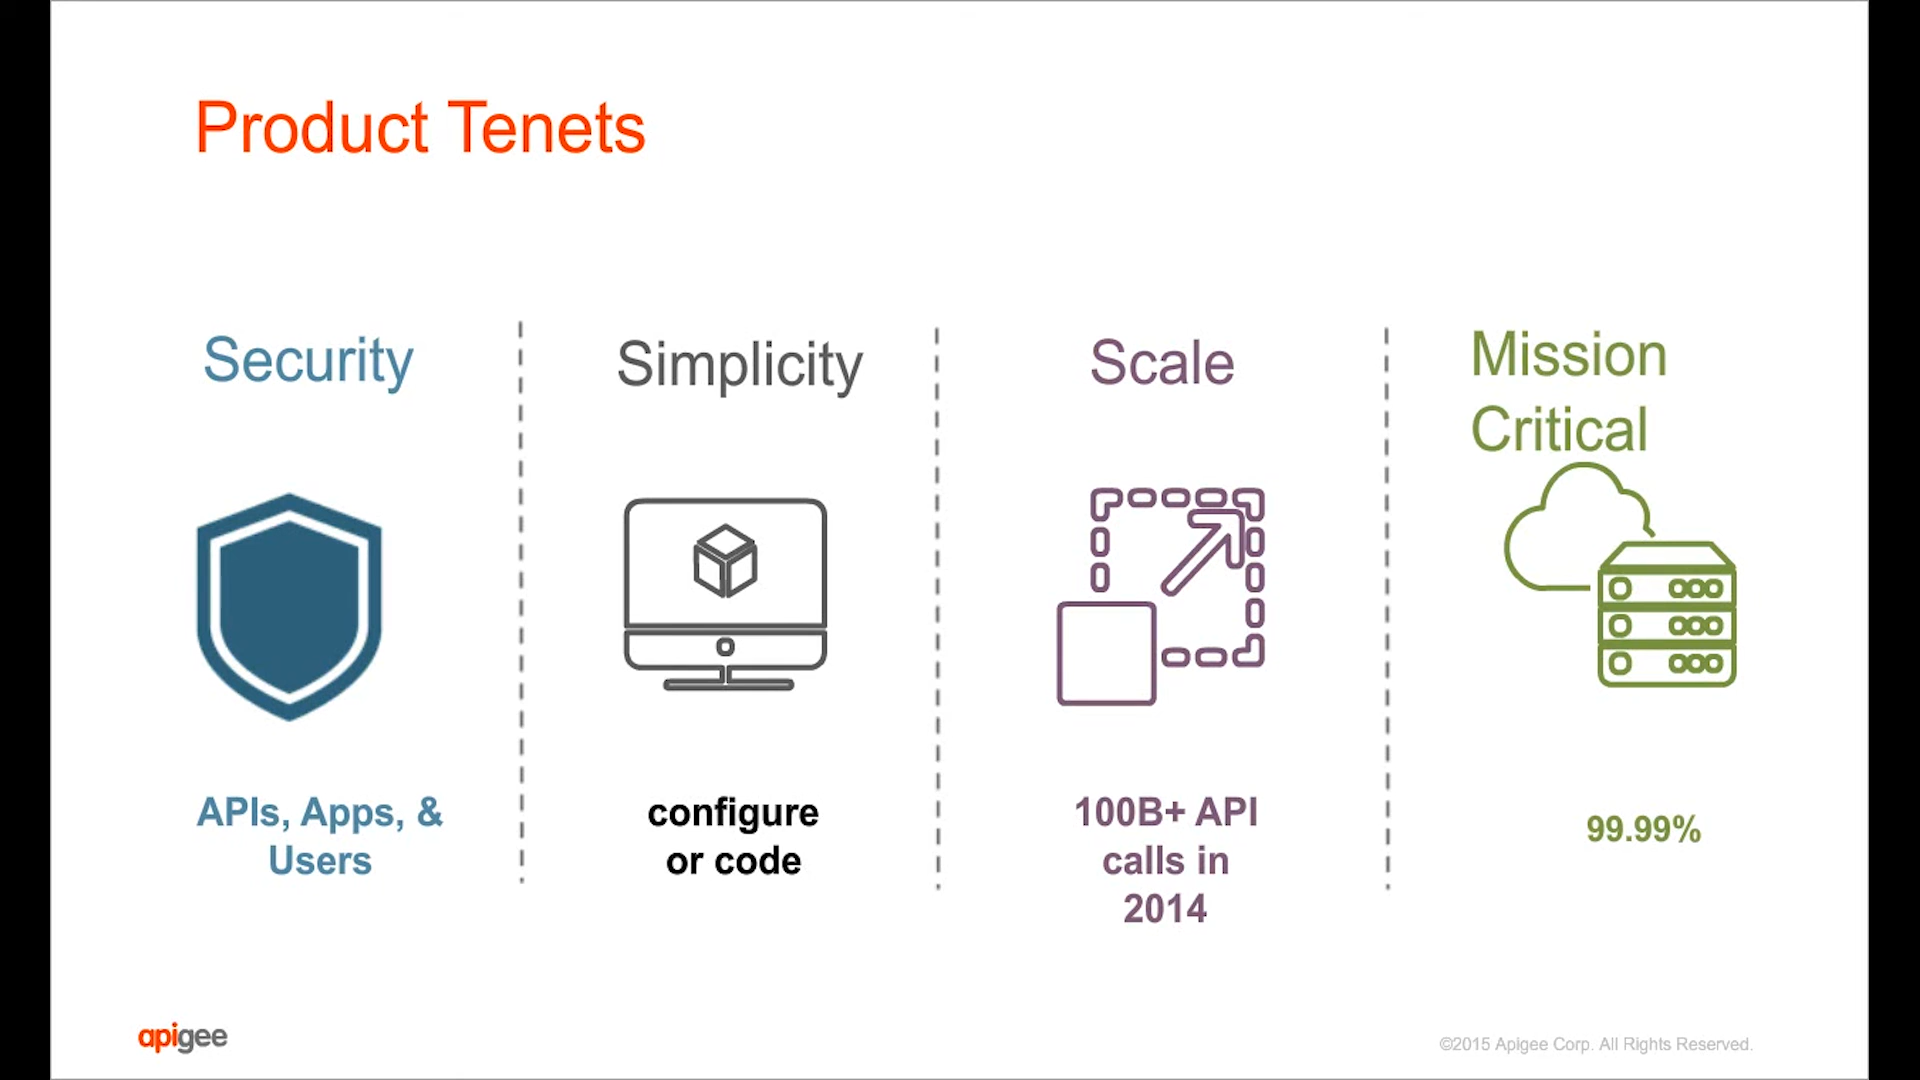 Product Tenets
Security
Simplicity
Scale
Mission
Critical
APIs, Apps, &
Users
configure
or code
100B+ API
calls in
2014
99.99%
apigee
©2015 Apigee Corp. All Rights Reserved.